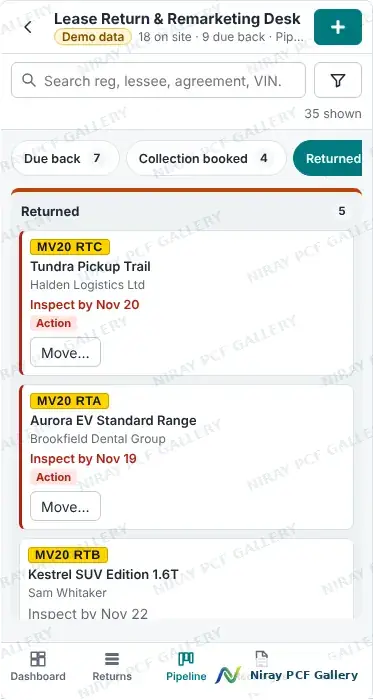 Lease Return & Remarketing Desk
Demo data 18 on site · 9 due back · Pip...
Search reg, lessee, agreement, VIN.
35 shown
Due back 7 Collection booked 4 Returned
Returned 5
MV20 RTC
Tundra Pickup Trail
Halden Logistics Ltd
Inspect by Nov 20
Action
Move...
MV20 RTA
Aurora EV Standard Range
Brookfield Dental Group
Inspect by Nov 19
Action
Move...
MV20 RTB
Kestrel SUV Edition 1.6T
Sam Whitaker
Inspect by Nov 22
Dashboard Returns Pipeline
Niray PCF Gallery
NIRAY PCF GALLERY